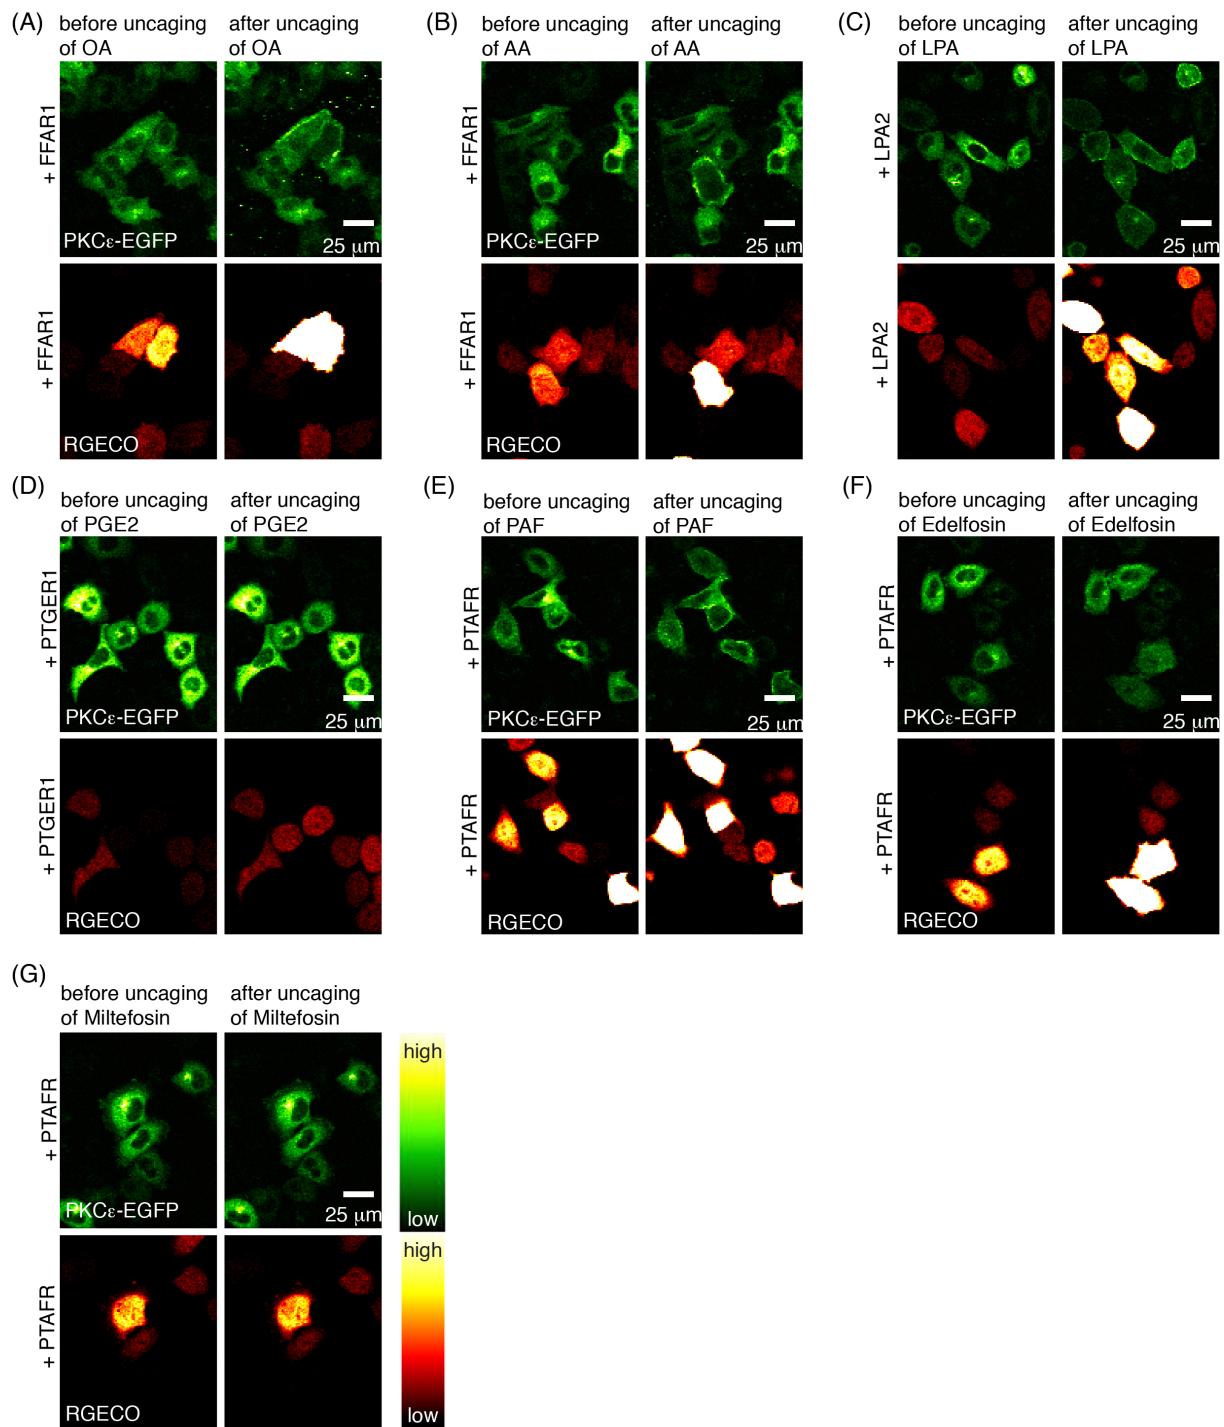 (A)
before uncaging
of OA
after uncaging
of OA
+ FFAR1
PKCε-EGFP
25 μm
+ FFAR1
RGECO
(B)
before uncaging
of AA
after uncaging
of AA
+ FFAR1
PKCε-EGFP
25 μm
+ FFAR1
RGECO
(C)
before uncaging
of LPA
after uncaging
of LPA
+ LPA2
25 μm
+ LPA2
(D)
before uncaging
of PGE2
after uncaging
of PGE2
+ PTGER1
PKCε-EGFP
25 μm
+ PTGER1
RGECO
(E)
before uncaging
of PAF
after uncaging
of PAF
+ PTAFR
PKCε-EGFP
25 μm
+ PTAFR
RGECO
(F)
before uncaging
of Edelfosin
after uncaging
of Edelfosin
+ PTAFR
PKCε-EGFP
25 μm
+ PTAFR
RGECO
(G)
before uncaging
of Miltefosin
after uncaging
of Miltefosin
+ PTAFR
PKCε-EGFP
25 μm
+ PTAFR
RGECO
high
low
high
low